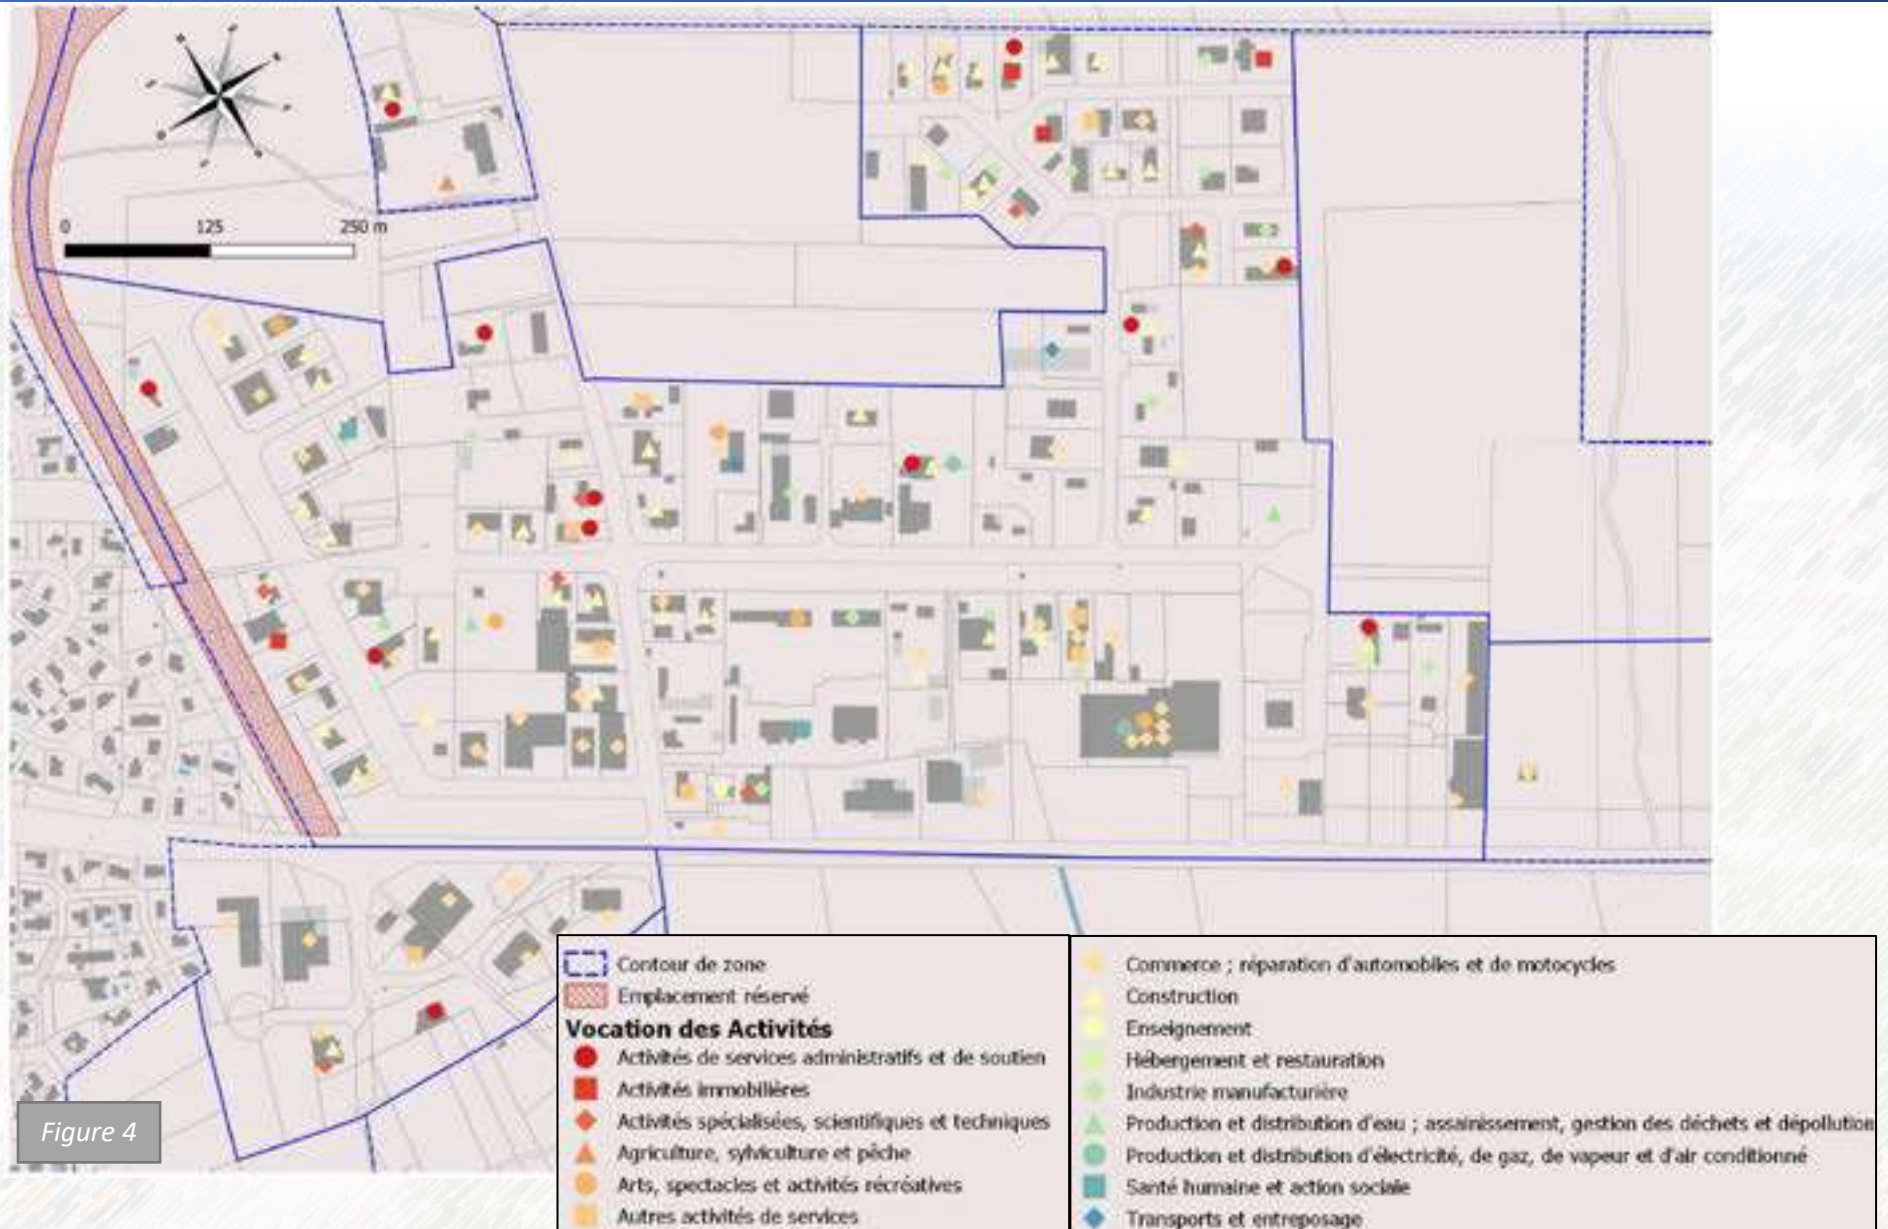 0 125 250 m
Figure 4
Contour de zone
Emplacement réservé
Vocation des Activités
Activités de services administratifs et de soutien
Activités immobilières
Activités spécialisées, scientifiques et techniques
Agriculture, sylviculture et pêche
Arts, spectacles et activités récréatives
Autres activités de services
Commerce ; réparation d'automobiles et de motocycles
Construction
Enseignement
Hébergement et restauration
Industrie manufacturière
Production et distribution d'eau ; assainissement, gestion des déchets et dépollution
Production et distribution d'électricité, de gaz, de vapeur et d'air conditionné
Santé humaine et action sociale
Transports et entreposage